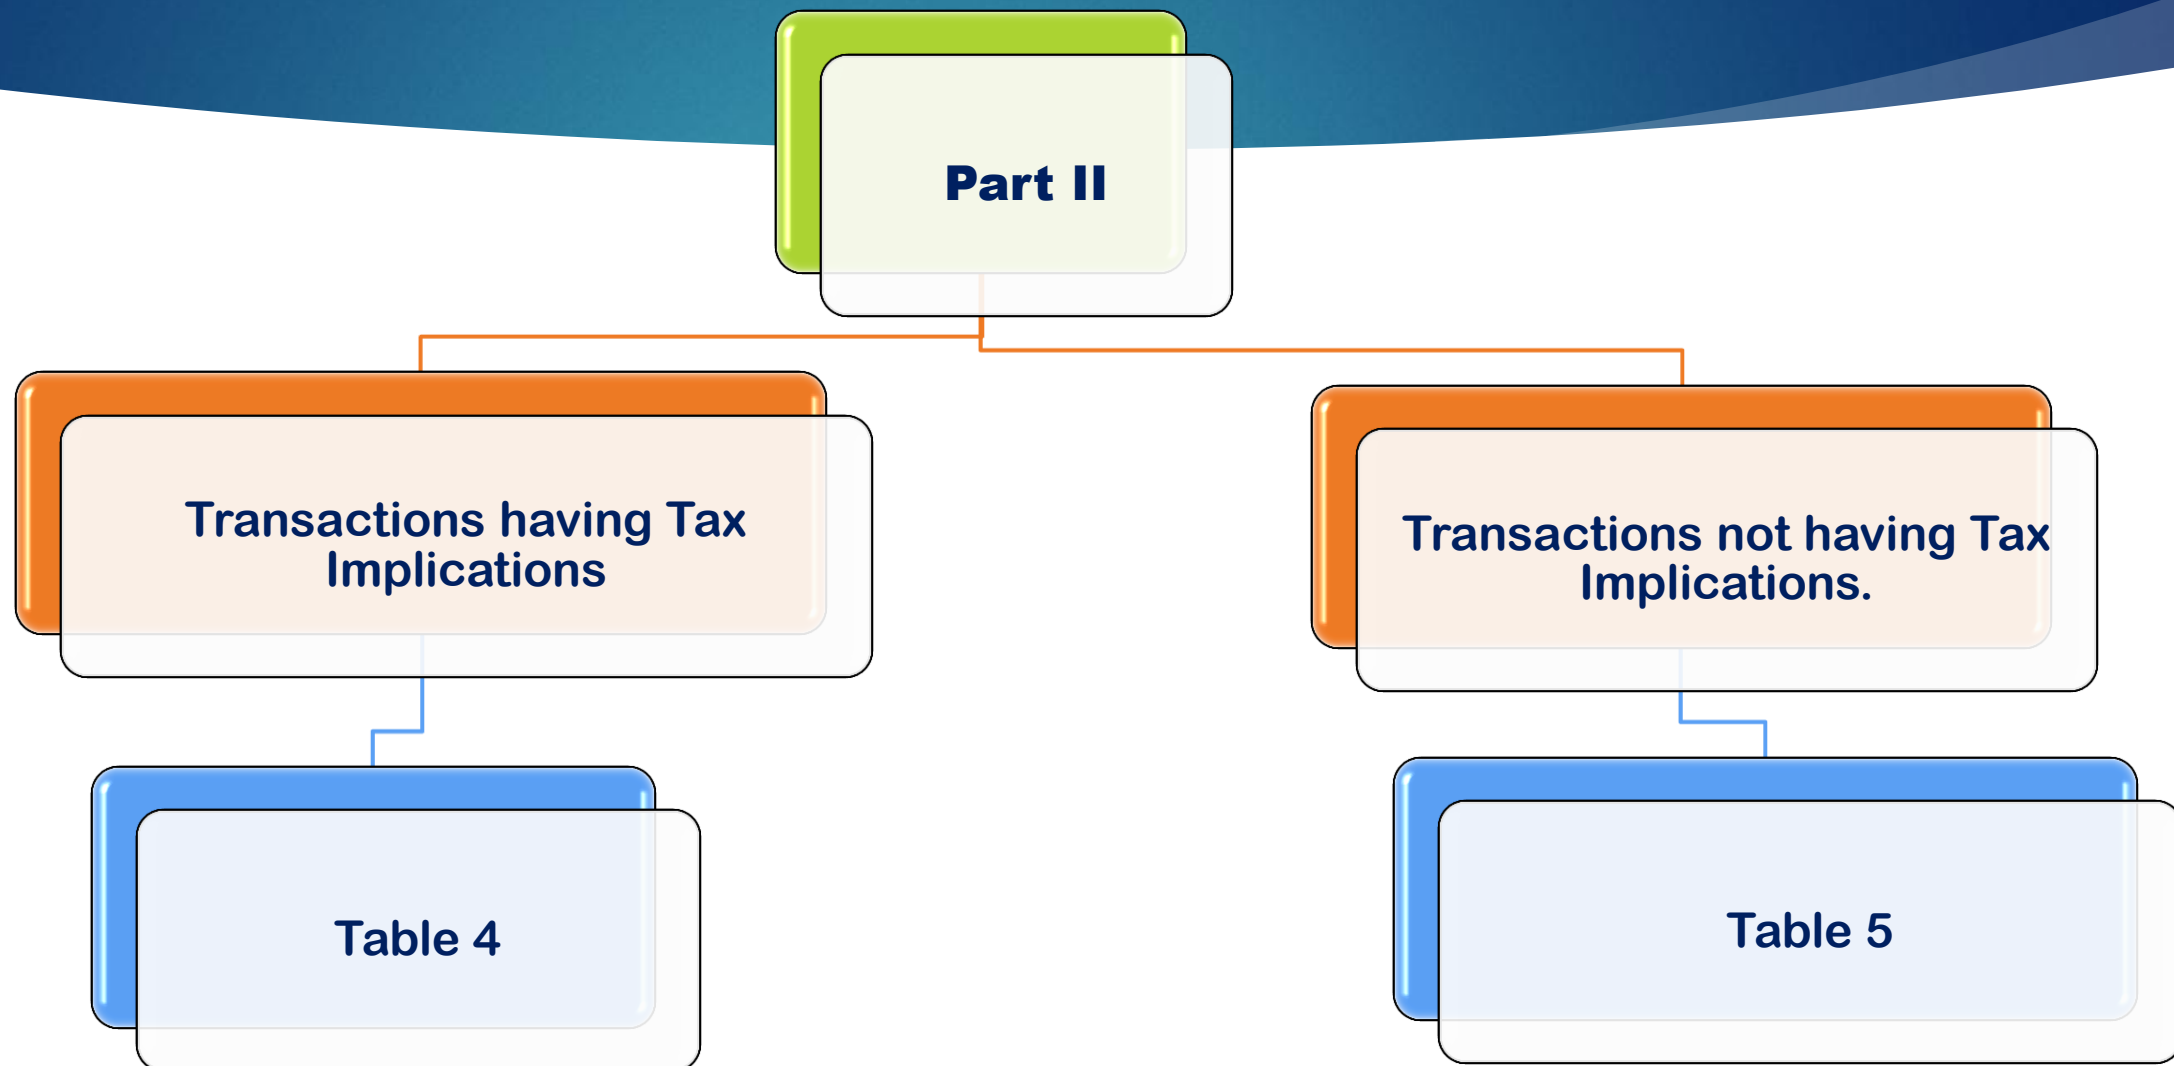 Part II
Transactions having Tax
Implications
Transactions not having Tax
Implications.
Table 4
Table 5